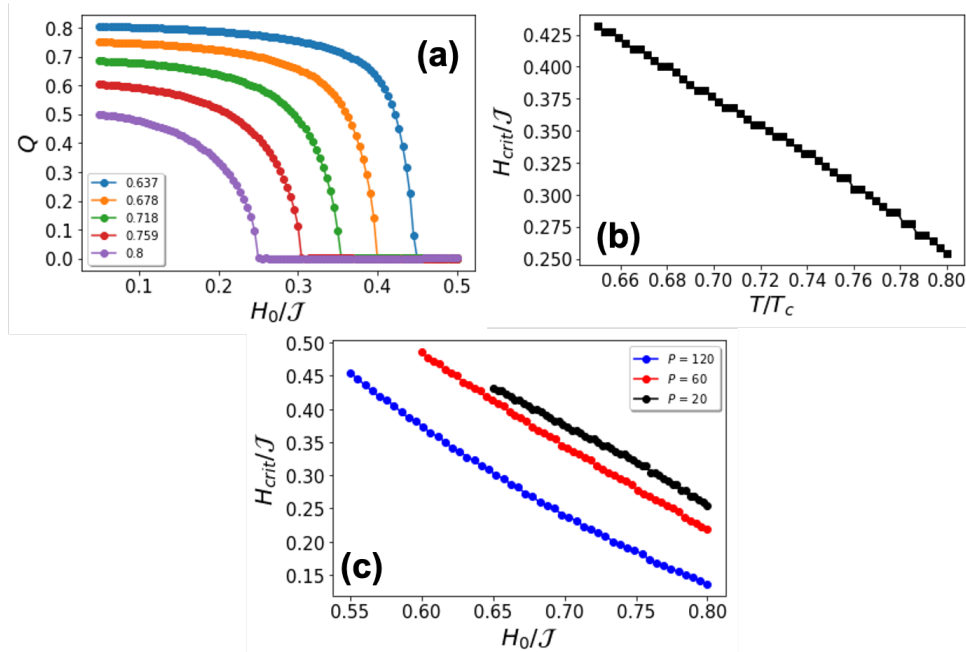 (a)
Q
0.8
0.7
0.6
0.5
0.4
0.3
0.2
0.1
0.0
0.637
0.678
0.718
0.759
0.8
0.1 0.2 0.3 0.4 0.5
H₀/𝒥
(b)
H_crit/𝒥
0.425
0.400
0.375
0.350
0.325
0.300
0.275
0.250
0.66 0.68 0.70 0.72 0.74 0.76 0.78 0.80
T/T_c
(c)
H_crit/𝒥
0.50
0.45
0.40
0.35
0.30
0.25
0.20
0.15
P = 120
P = 60
P = 20
0.55 0.60 0.65 0.70 0.75 0.80
H₀/𝒥